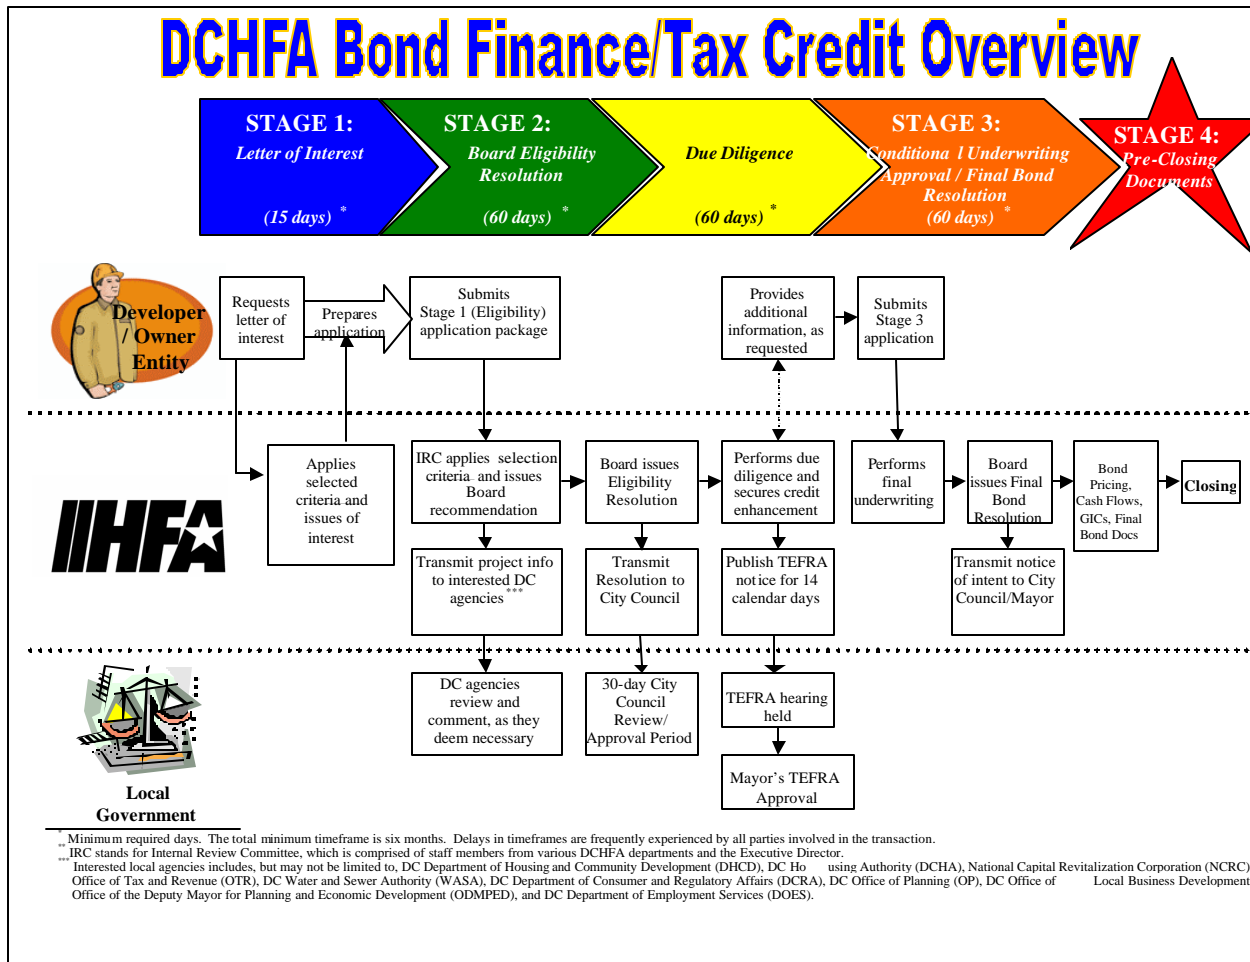 DCHFA Bond Finance/Tax Credit Overview
STAGE 1:
Letter of Interest
(15 days) *
STAGE 2:
Board Eligibility
Resolution
(60 days) *
Due Diligence
(60 days) *
STAGE 3:
Conditiona l Underwriting
Approval / Final Bond
Resolution
(60 days) *
STAGE 4:
Pre-Closing
Documents
Developer
/ Owner
Entity
Requests
letter of
interest
Prepares
application
Submits
Stage 1 (Eligibility)
application package
Provides
additional
information, as
requested
Submits
Stage 3
application
HFA
Applies
selected
criteria and
issues of
interest
IRC applies selection
criteria and issues
Board
recommendation
Board issues
Eligibility
Resolution
Performs due
diligence and
secures credit
enhancement
Performs
final
underwriting
Board
issues Final
Bond
Resolution
Bond
Pricing,
Cash Flows,
GICs, Final
Bond Docs
Closing
Transmit project info
to interested DC
agencies ***
Transmit
Resolution to
City Council
Publish TEFRA
notice for 14
calendar days
Transmit notice
of intent to City
Council/Mayor
Local
Government
DC agencies
review and
comment, as they
deem necessary
30-day City
Council
Review/
Approval Period
TEFRA hearing
held
Mayor's TEFRA
Approval
* Minimum required days. The total minimum timeframe is six months. Delays in timeframes are frequently experienced by all parties involved in the transaction.
** IRC stands for Internal Review Committee, which is comprised of staff members from various DCHFA departments and the Executive Director.
*** Interested local agencies includes, but may not be limited to, DC Department of Housing and Community Development (DHCD), DC Ho using Authority (DCHA), National Capital Revitalization Corporation (NCRC)
Office of Tax and Revenue (OTR), DC Water and Sewer Authority (WASA), DC Department of Consumer and Regulatory Affairs (DCRA), DC Office of Planning (OP), DC Office of Local Business Development
Office of the Deputy Mayor for Planning and Economic Development (ODMPED), and DC Department of Employment Services (DOES).